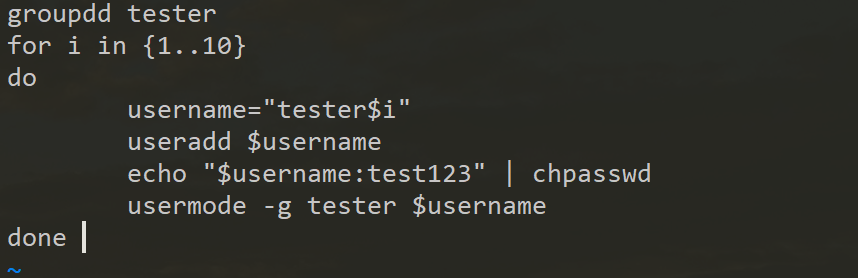 groupdd tester
for i in {1..10}
do
        username="tester$i"
        useradd $username
        echo "$username:test123" | chpasswd
        usermode -g tester $username
done
~